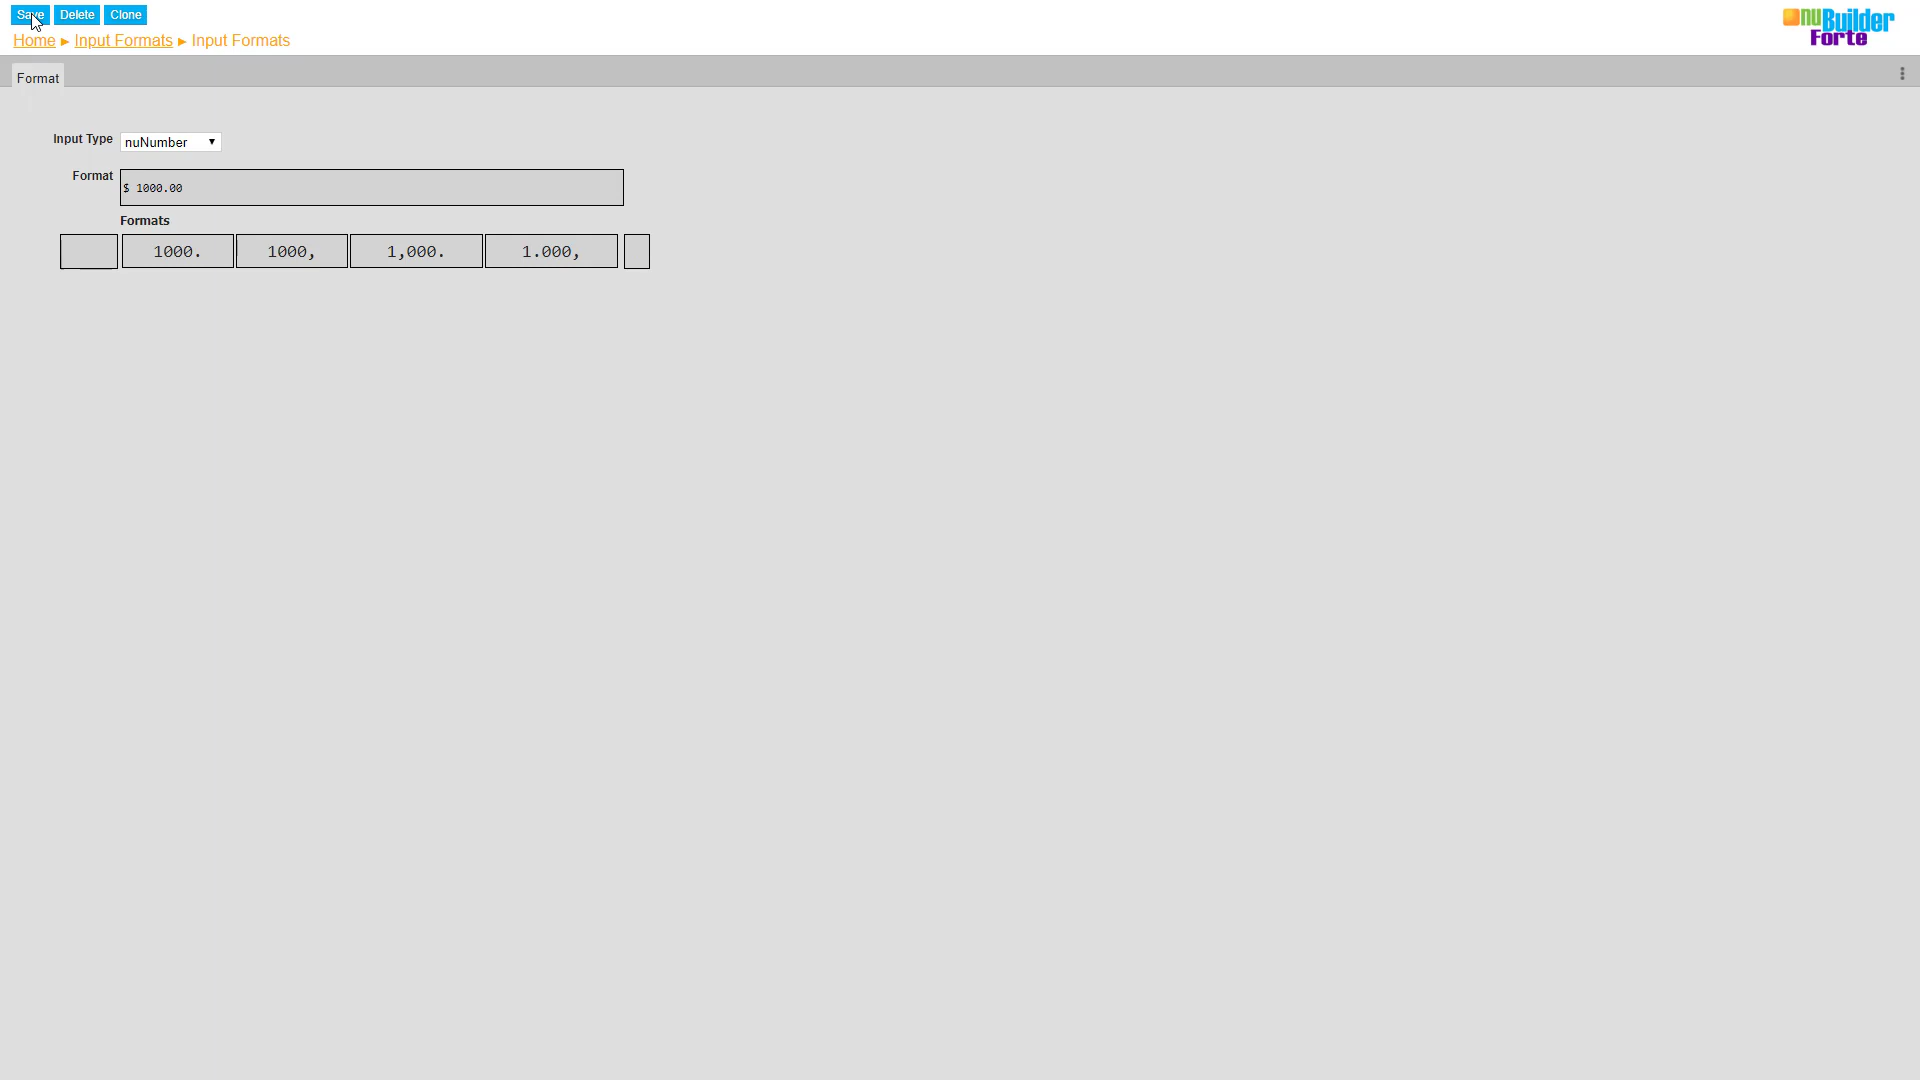 Save Delete Clone
Home ▸ Input Formats ▸ Input Formats
nuBuilder
Forte
Format
Input Type nuNumber
Format $ 1000.00
Formats
1000. 1000, 1,000. 1.000,